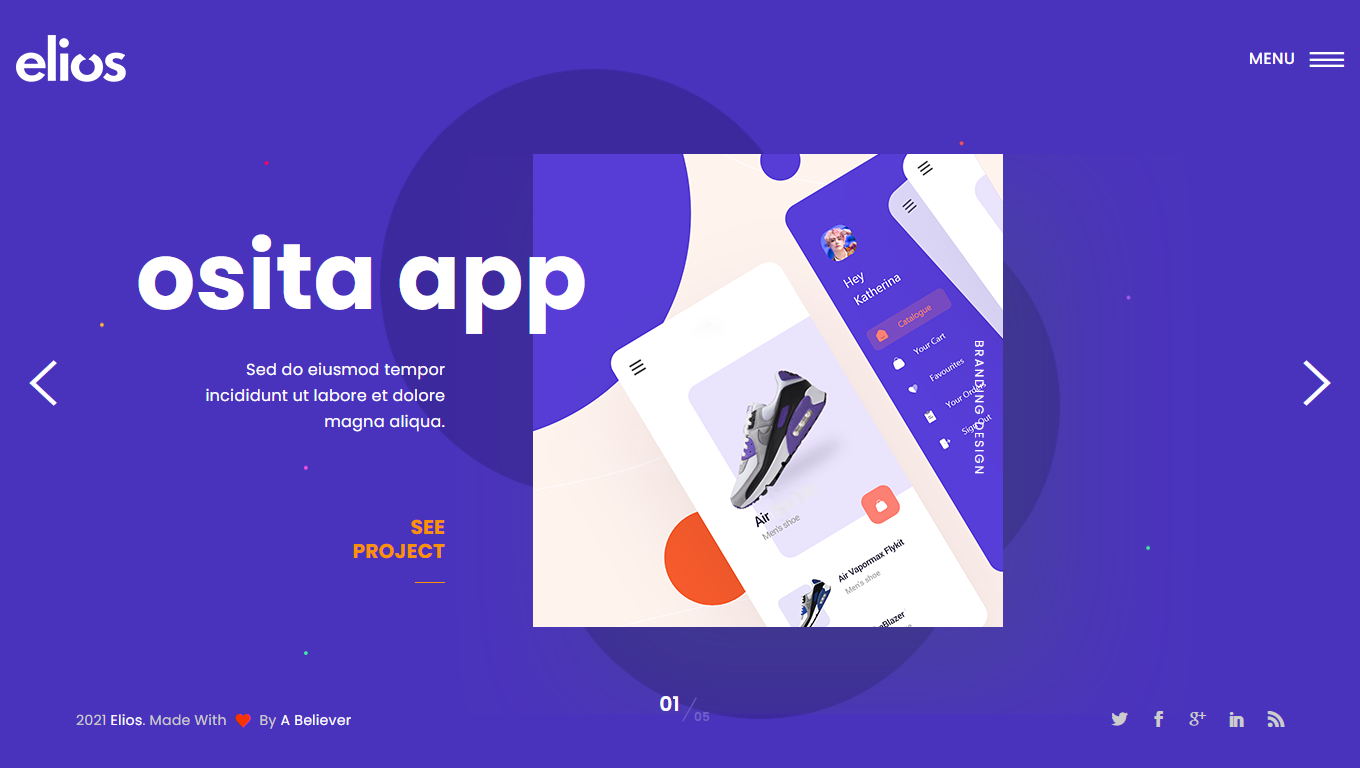 elios
MENU
osita app
Sed do eiusmod tempor
incididunt ut labore et dolore
magna aliqua.
SEE
PROJECT
Hey
Katherina
Catalogue
Your Cart
Favourites
Your Orders
Sign Out
BRANDING DESIGN
Air
Men's shoe
Air Vapormax Flykit
Men's shoe
01
05
2021 Elios. Made With By A Believer